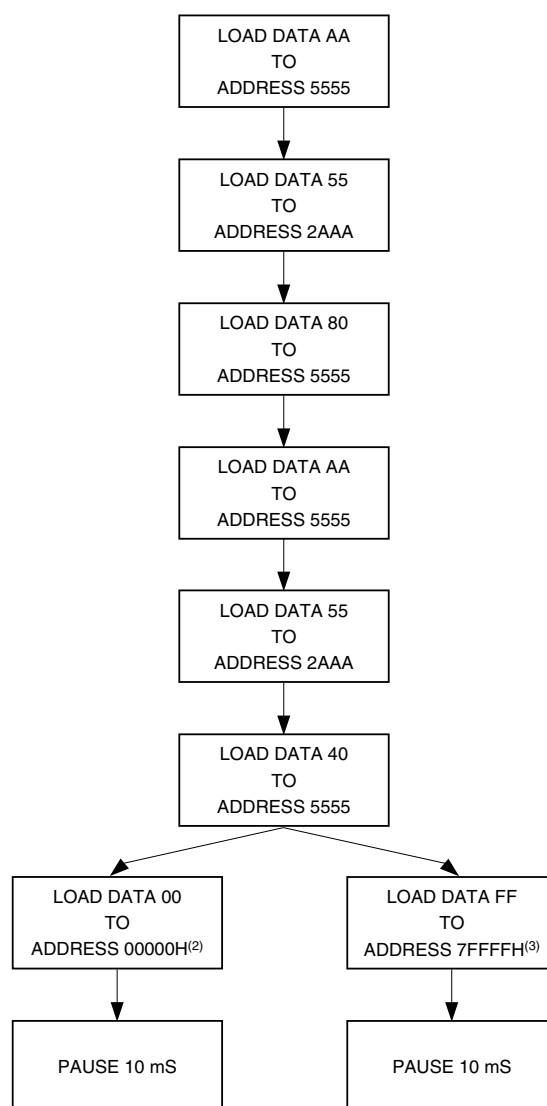 LOAD DATA AA
TO
ADDRESS 5555
LOAD DATA 55
TO
ADDRESS 2AAA
LOAD DATA 80
TO
ADDRESS 5555
LOAD DATA AA
TO
ADDRESS 5555
LOAD DATA 55
TO
ADDRESS 2AAA
LOAD DATA 40
TO
ADDRESS 5555
LOAD DATA 00
TO
ADDRESS 00000H(2)
LOAD DATA FF
TO
ADDRESS 7FFFFH(3)
PAUSE 10 mS
PAUSE 10 mS